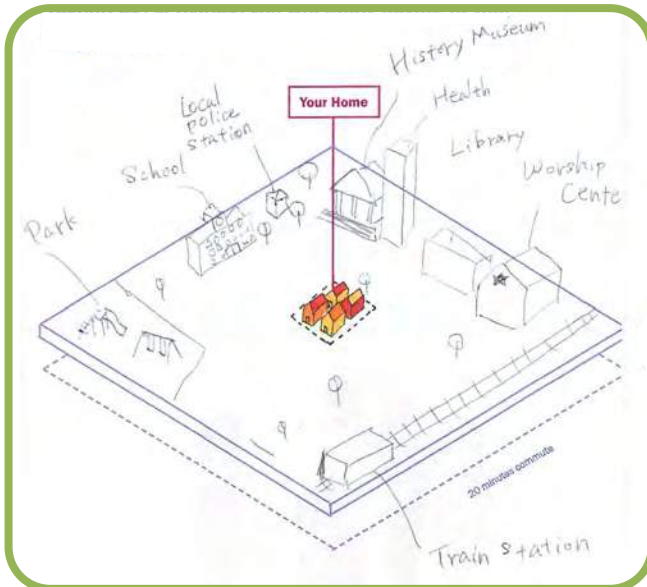 History Museum
Your Home
Health
Local
police
station
Library
School
Worship
Cente
Park
20 minutes commute
Train station